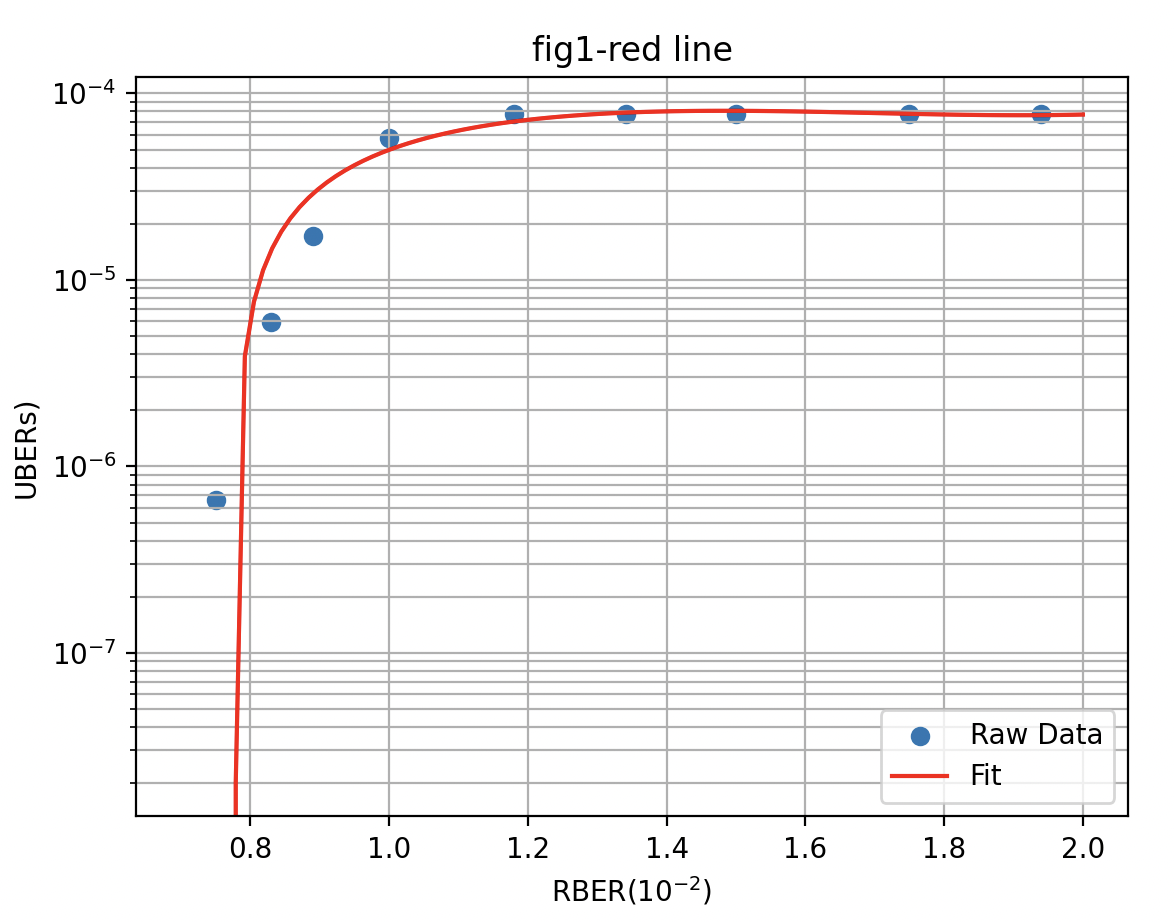 fig1-red line
10⁻⁴
10⁻⁵
10⁻⁶
10⁻⁷
UBERs)
0.8 1.0 1.2 1.4 1.6 1.8 2.0
RBER(10⁻²)
Raw Data
Fit